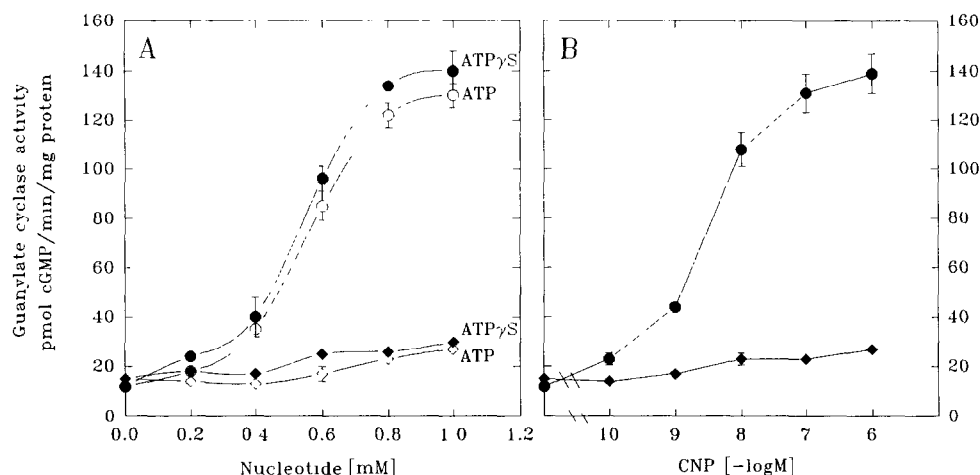 160 A B 160
ATPγS
140 140
ATP
120 120
100 100
80 80
60 60
40 40
ATPγS
20 ATP 20
0 0
0.0 0.2 0 4 0.6 0.8 1 0 1.2 10 9 8 7 6
Nucleotide [mM] CNP [-logM]
Guanylate cyclase activity
pmol cGMP/min/mg protein